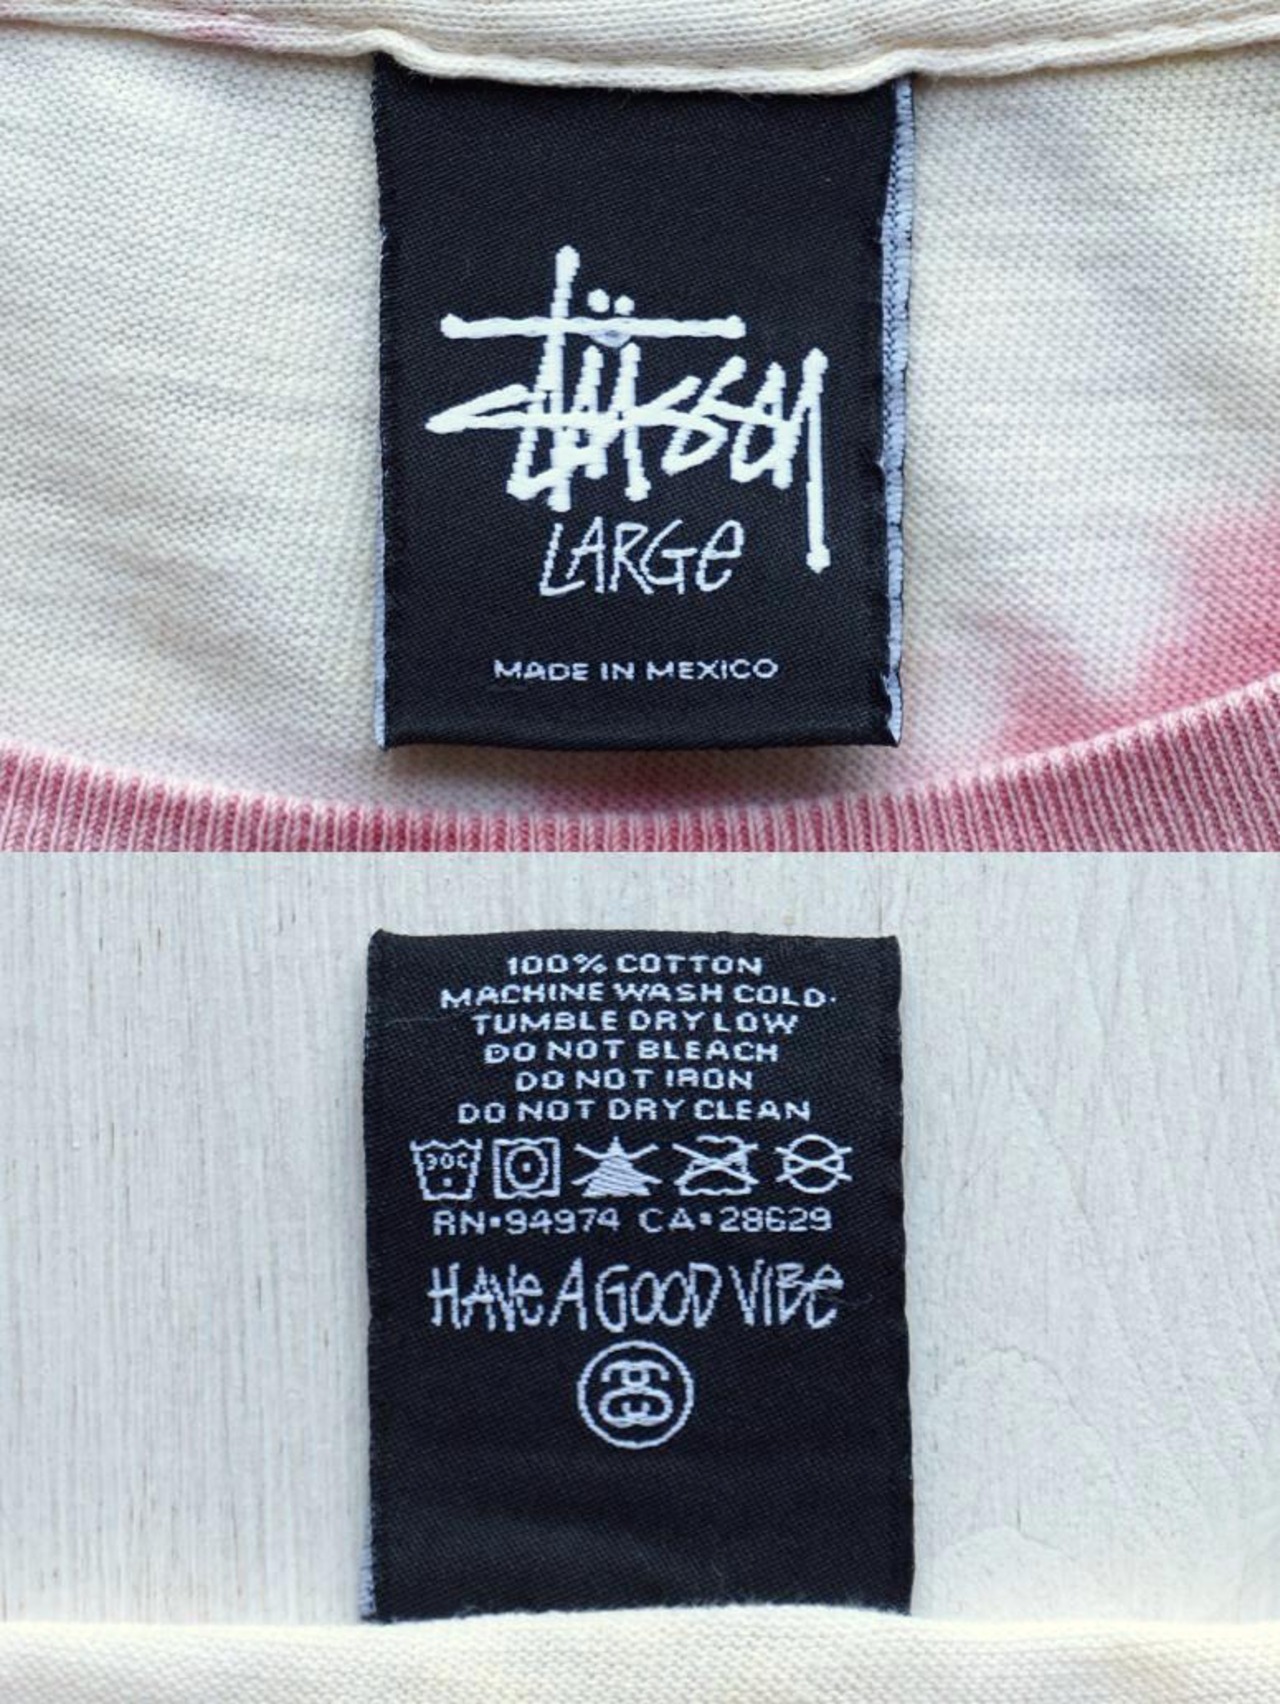 Stüssy
LARGe
MADE IN MEXICO
100% COTTON
MACHINE WASH COLD·
TUMBLE DRY LOW
DO NOT BLEACH
DO NOT IRON
DO NOT DRY CLEAN
30C
RN·94974 CA·28629
HAVe A GOOD VIBe